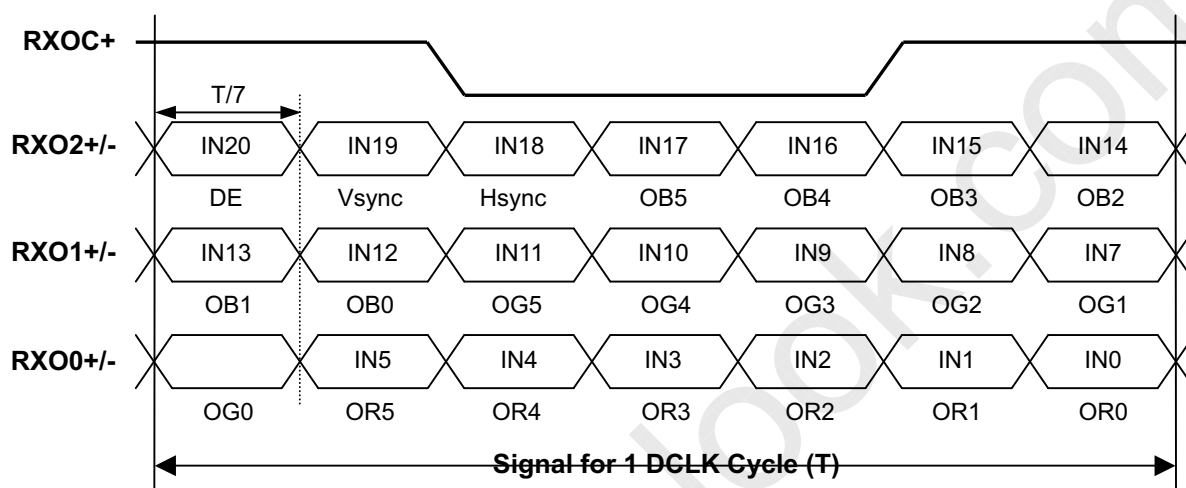 RXOC+
T/7
RXO2+/- IN20 IN19 IN18 IN17 IN16 IN15 IN14
DE Vsync Hsync OB5 OB4 OB3 OB2
RXO1+/- IN13 IN12 IN11 IN10 IN9 IN8 IN7
OB1 OB0 OG5 OG4 OG3 OG2 OG1
RXO0+/- IN5 IN4 IN3 IN2 IN1 IN0
OG0 OR5 OR4 OR3 OR2 OR1 OR0
Signal for 1 DCLK Cycle (T)
look.com